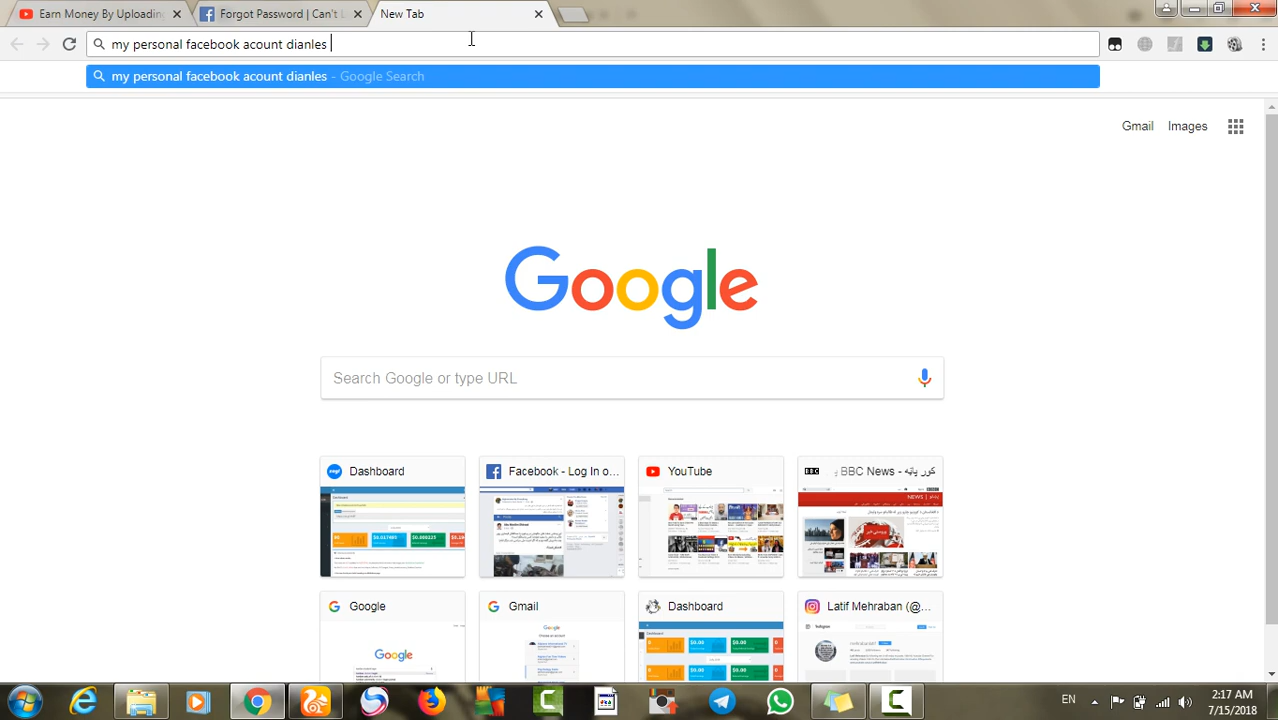 Earn Money By Uploading
Forgot Password | Can't L
New Tab
my personal facebook acount dianles
my personal facebook acount dianles - Google Search
Gmail Images
Google
Search Google or type URL
Dashboard
Facebook - Log In o...
YouTube
BBC News - کور پاڼه
Google
Gmail
Dashboard
Latif Mehraban (@...
EN
2:17 AM
7/15/2018